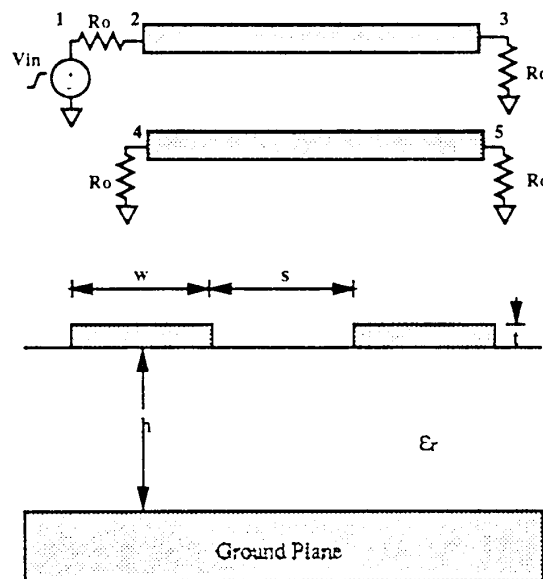 1 Ro 2 3
Vin
+
-
Ro
4 5
Ro Ro
w s
t
h
εr
Ground Plane